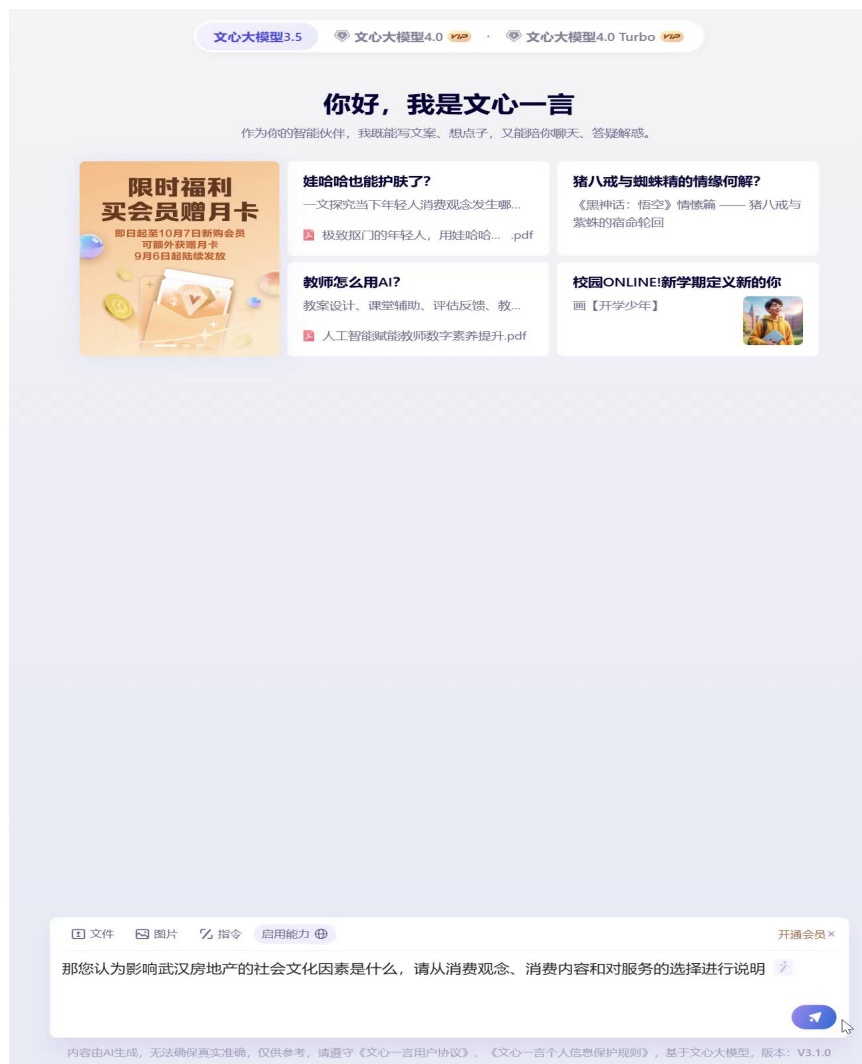 文心大模型3.5 文心大模型4.0 VIP · 文心大模型4.0 Turbo VIP
你好，我是文心一言
作为你的智能伙伴，我既能写文案、想点子，又能陪你聊天、答疑解惑。
限时福利
买会员赠月卡
即日起至10月7日新购会员
可额外获赠月卡
9月6日起陆续发放
娃哈哈也能护肤了?
一文探究当下年轻人消费观念发生哪...
极致抠门的年轻人，用娃哈哈... .pdf
猪八戒与蜘蛛精的情缘何解?
《黑神话：悟空》情愫篇 —— 猪八戒与
紫蛛的宿命轮回
教师怎么用AI?
教案设计、课堂辅助、评估反馈、教...
人工智能赋能教师数字素养提升.pdf
校园ONLINE!新学期定义新的你
画【开学少年】
文件 图片 指令 启用能力 开通会员×
那您认为影响武汉房地产的社会文化因素是什么，请从消费观念、消费内容和对服务的选择进行说明
内容由AI生成，无法确保真实准确，仅供参考，请遵守《文心一言用户协议》、《文心一言个人信息保护规则》，基于文心大模型，版本：V3.1.0